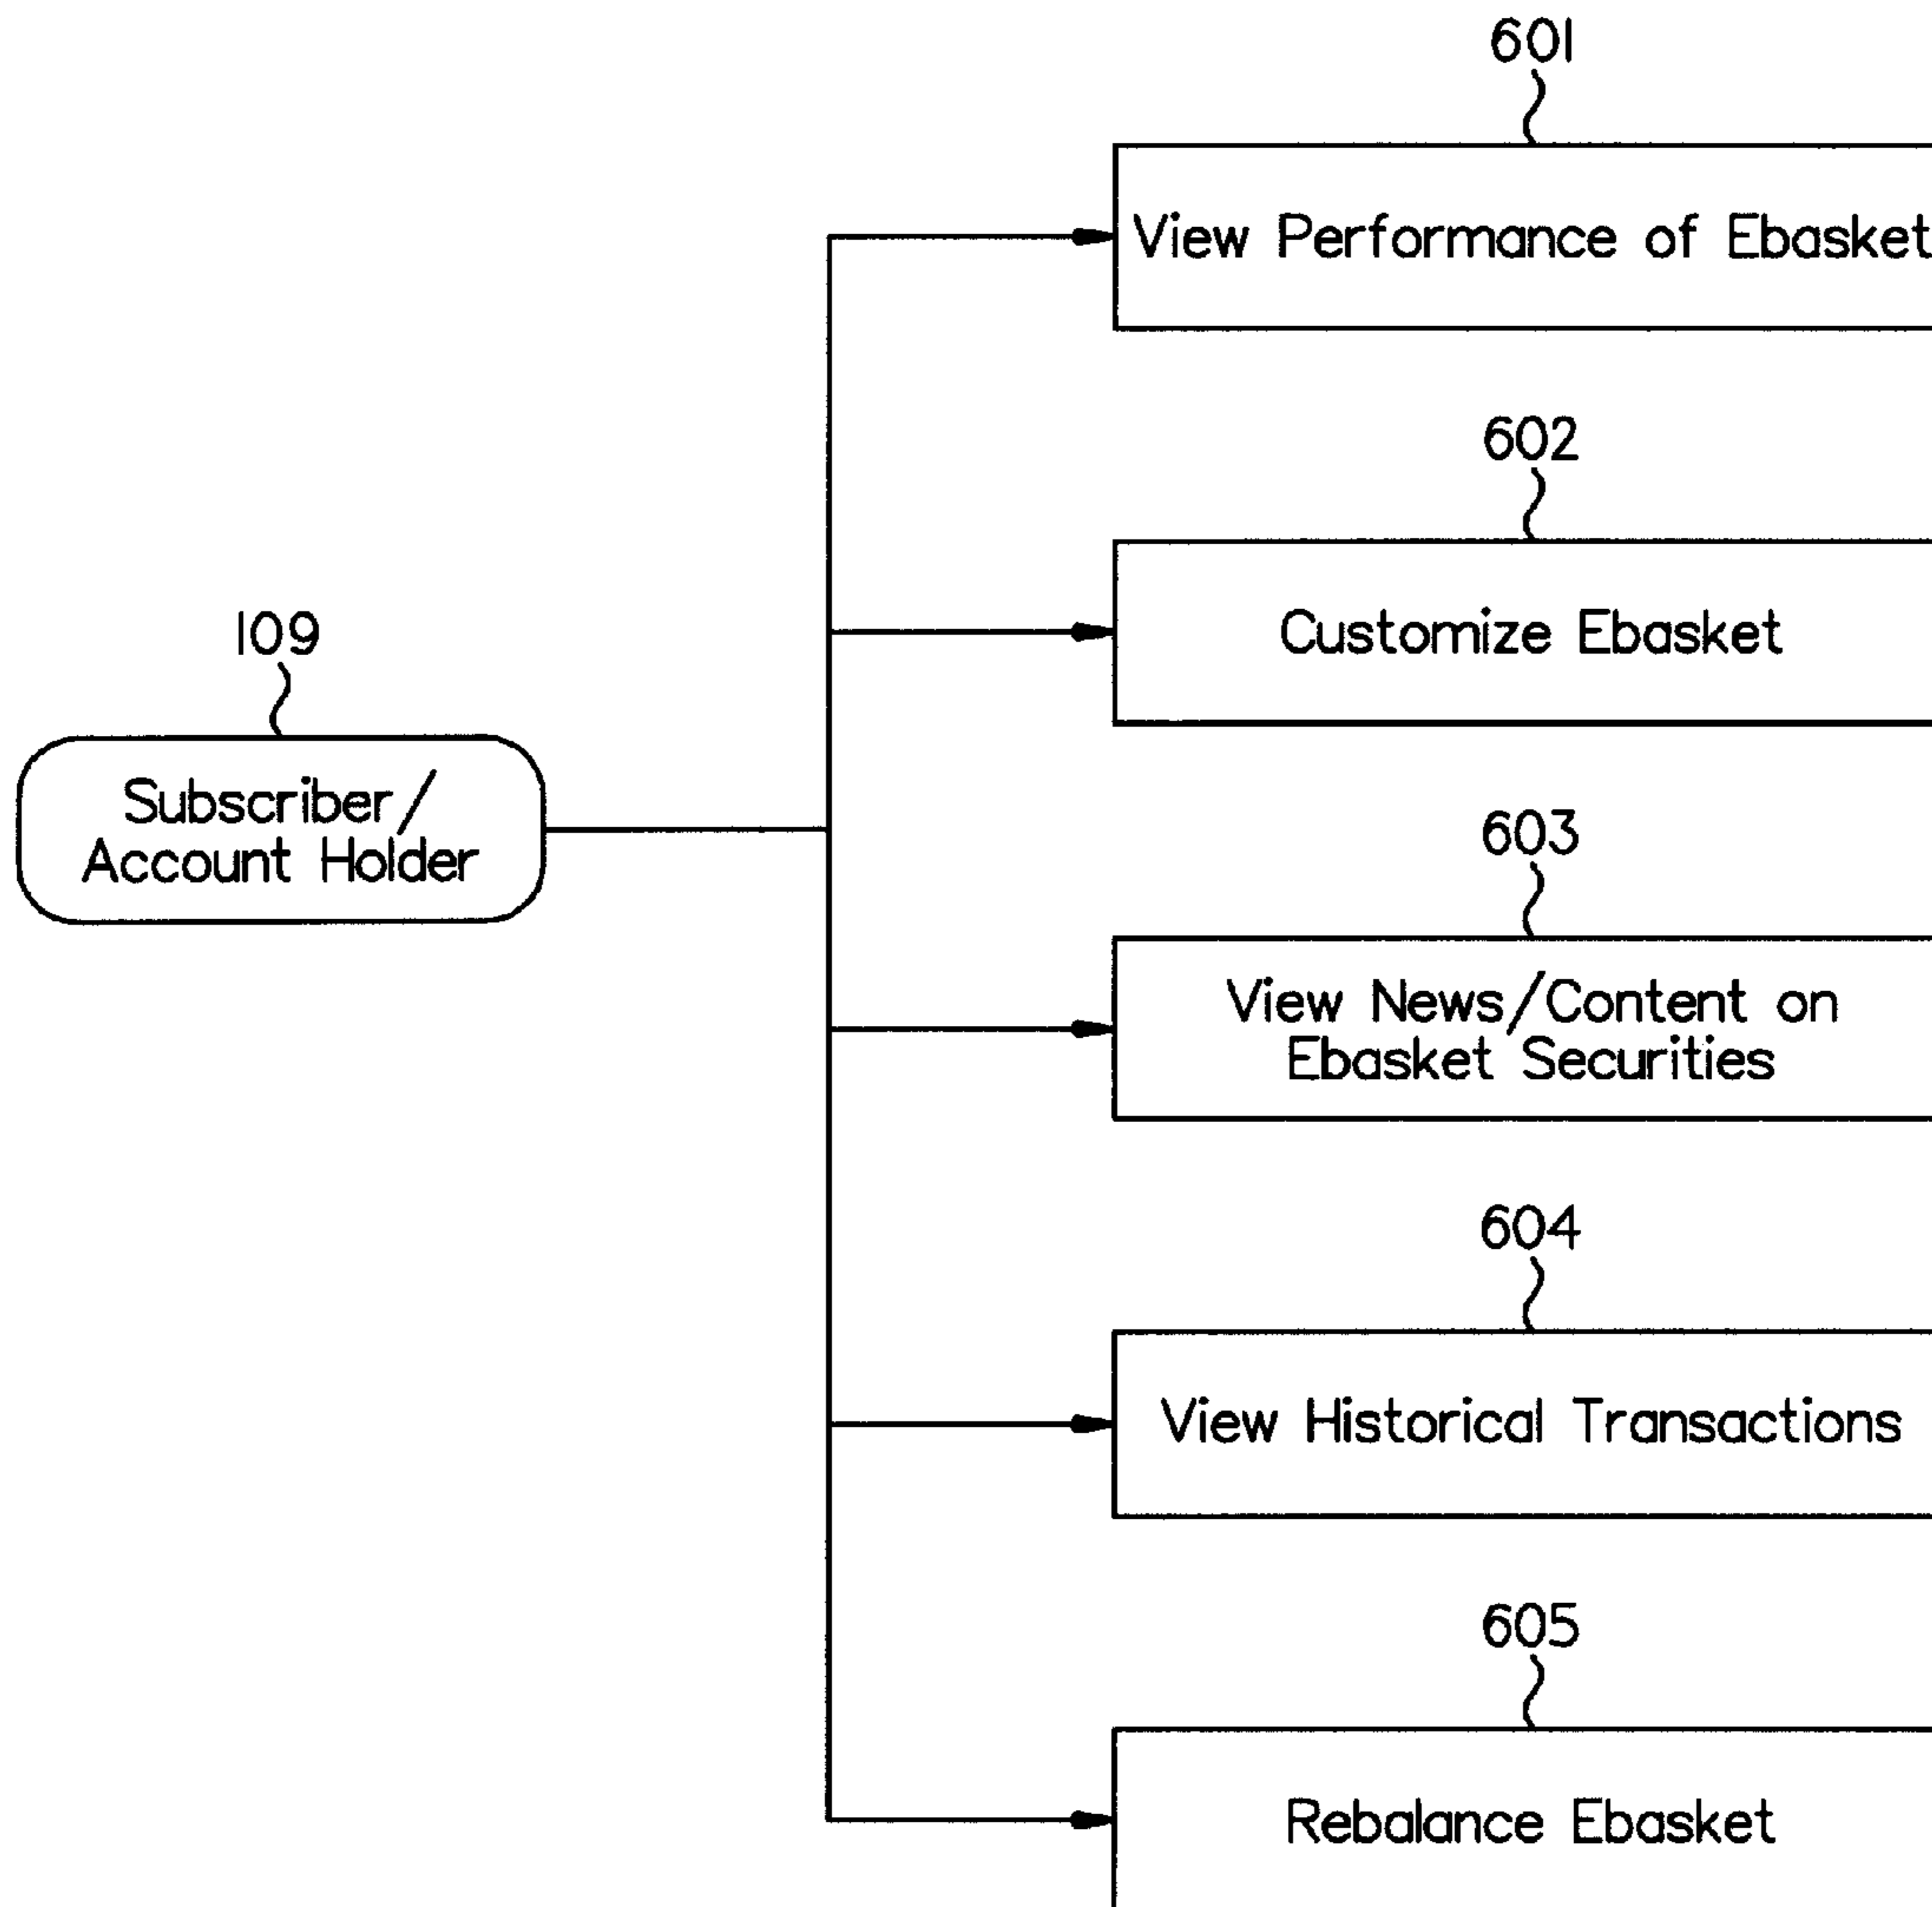 601
View Performance of Ebasket
602
Customize Ebasket
109
Subscriber/
Account Holder
603
View News/Content on
Ebasket Securities
604
View Historical Transactions
605
Rebalance Ebasket